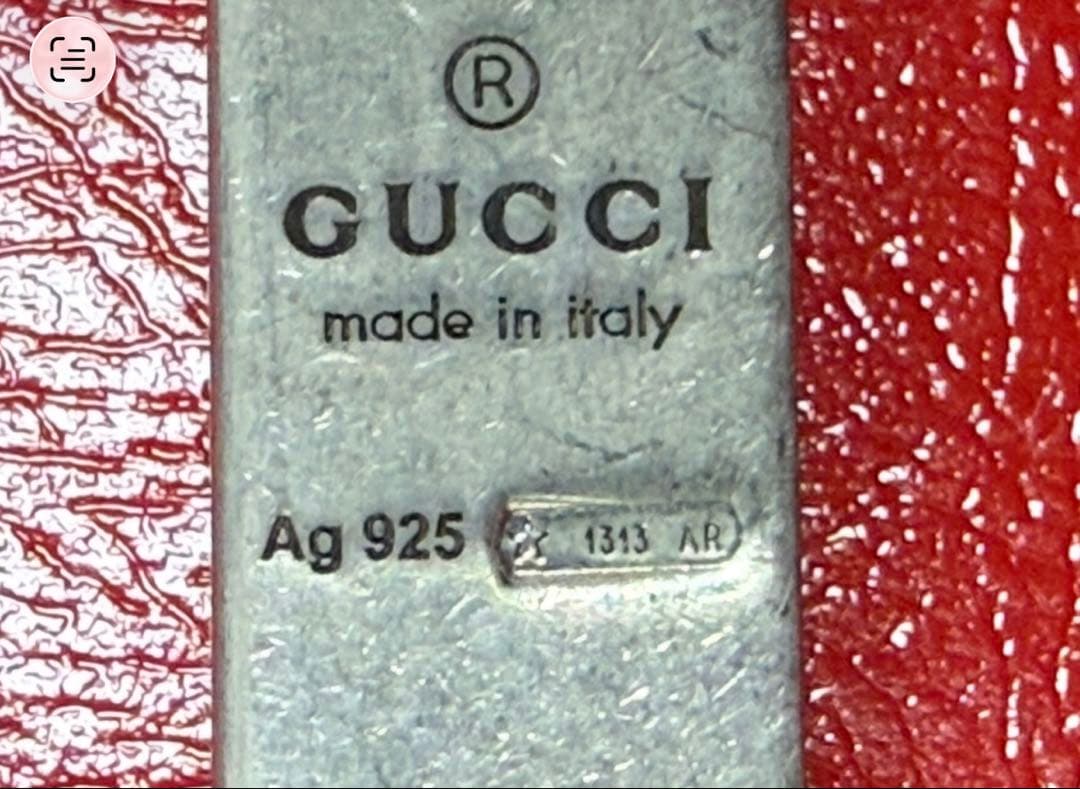 ®
GUCCI
made in italy
Ag 925 ☆ 1313 AR